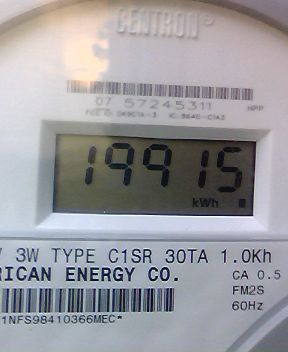 CENTRON®
07 57245311
19915
kWh
3W TYPE C1SR 30TA 1.0Kh
RICAN ENERGY CO.
CA 0.5
FM2S
60Hz
1NFS98410366MEC*